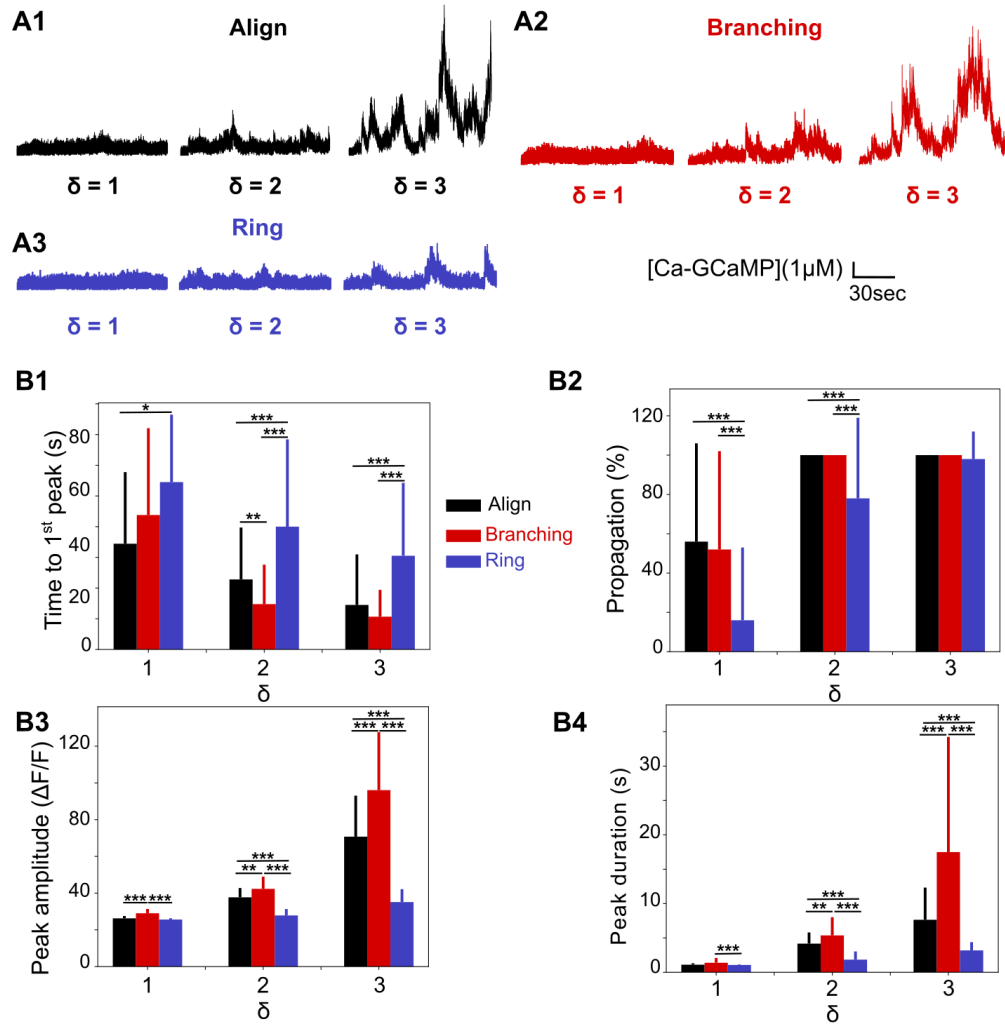 A1
Align
δ = 1
δ = 2
δ = 3
A2
Branching
δ = 1
δ = 2
δ = 3
A3
Ring
δ = 1
δ = 2
δ = 3
[Ca-GCaMP](1μM)
30sec
B1
Time to 1st peak (s)
80
60
40
20
0
*
***
***
**
***
***
1
2
3
δ
Align
Branching
Ring
B2
Propagation (%)
120
80
40
0
***
***
***
***
1
2
3
δ
B3
Peak amplitude (ΔF/F)
120
80
40
0
*** ***
***
** ***
***
*** ***
1
2
3
δ
B4
Peak duration (s)
30
20
10
0
***
***
** ***
***
*** ***
1
2
3
δ